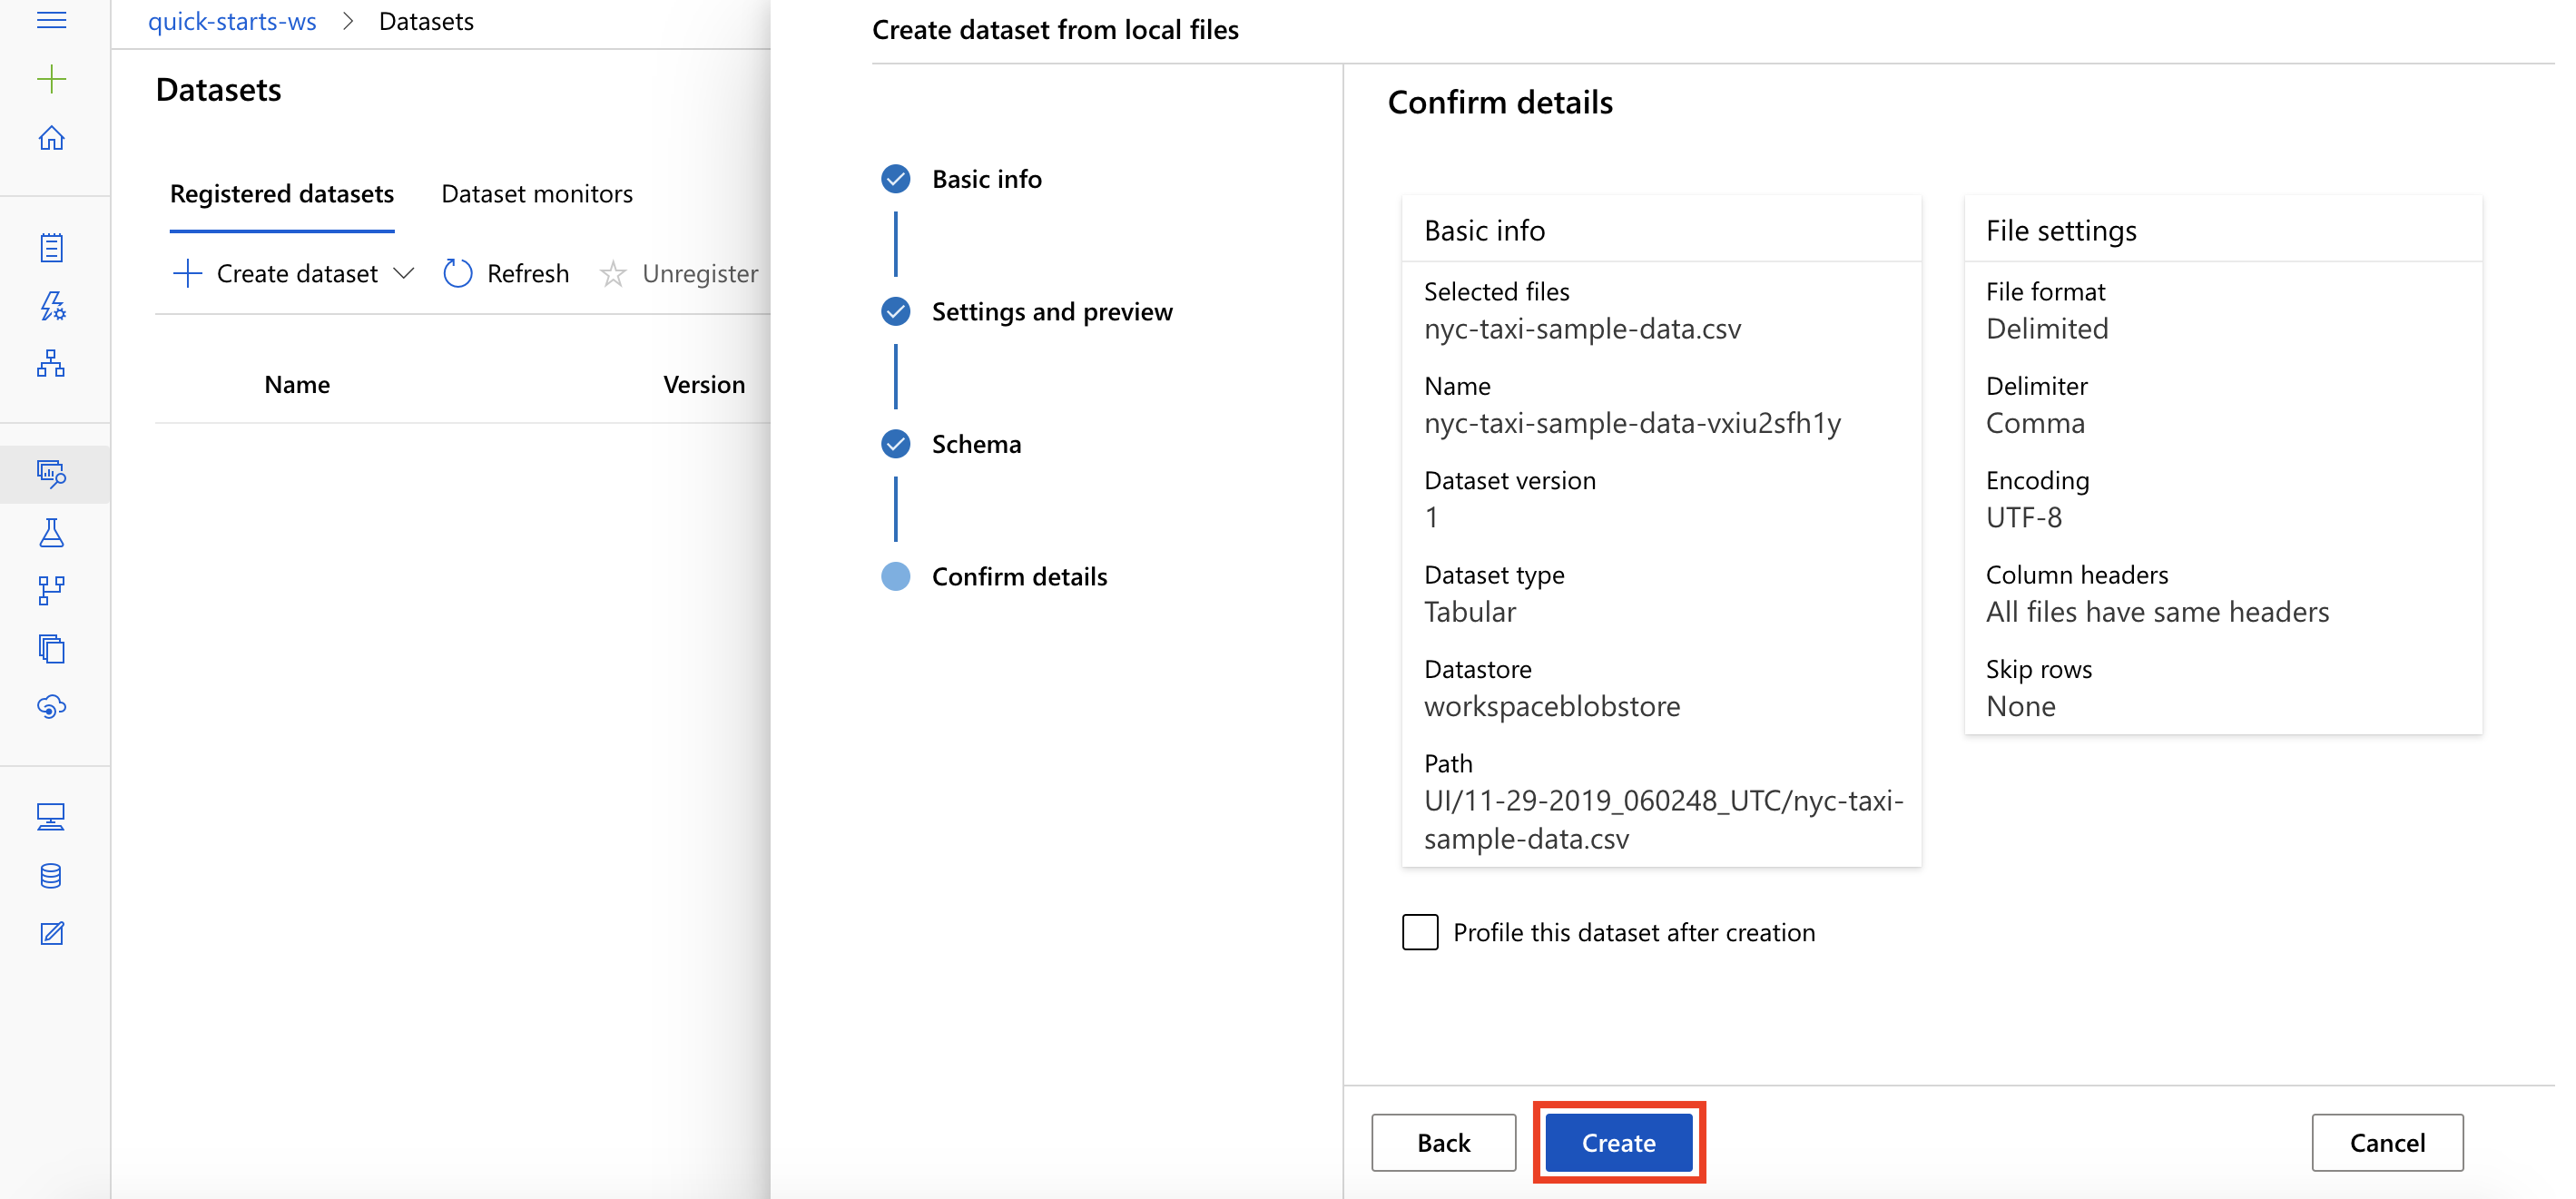 quick-starts-ws > Datasets
Datasets
Registered datasets Dataset monitors
Create dataset Refresh Unregister
Name Version
Create dataset from local files
Basic info
Settings and preview
Schema
Confirm details
Confirm details
Basic info
Selected files
nyc-taxi-sample-data.csv
Name
nyc-taxi-sample-data-vxiu2sfh1y
Dataset version
1
Dataset type
Tabular
Datastore
workspaceblobstore
Path
UI/11-29-2019_060248_UTC/nyc-taxi-
sample-data.csv
File settings
File format
Delimited
Delimiter
Comma
Encoding
UTF-8
Column headers
All files have same headers
Skip rows
None
Profile this dataset after creation
Back Create Cancel